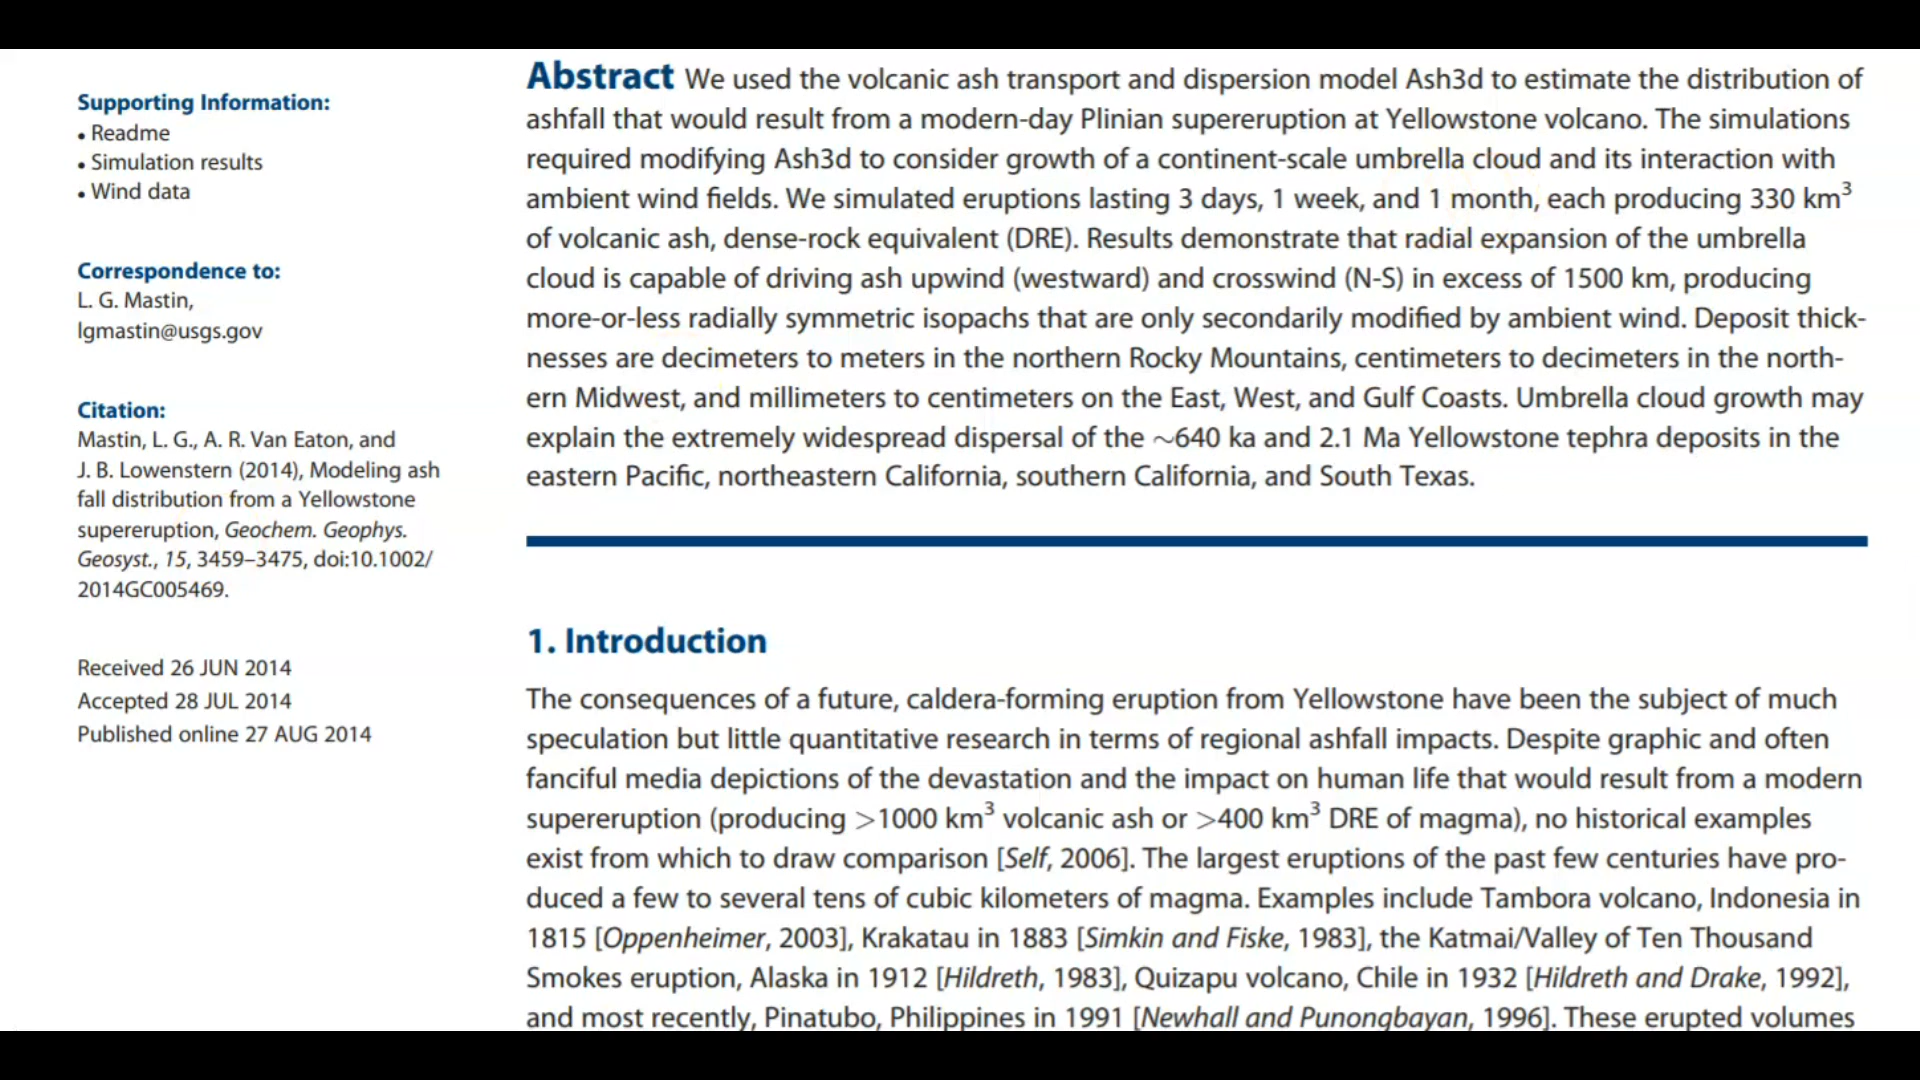 Supporting Information:
• Readme
• Simulation results
• Wind data
Correspondence to:
L. G. Mastin,
lgmastin@usgs.gov
Citation:
Mastin, L. G., A. R. Van Eaton, and
J. B. Lowenstern (2014), Modeling ash
fall distribution from a Yellowstone
supereruption, Geochem. Geophys.
Geosyst., 15, 3459–3475, doi:10.1002/
2014GC005469.
Received 26 JUN 2014
Accepted 28 JUL 2014
Published online 27 AUG 2014
Abstract We used the volcanic ash transport and dispersion model Ash3d to estimate the distribution of
ashfall that would result from a modern-day Plinian supereruption at Yellowstone volcano. The simulations
required modifying Ash3d to consider growth of a continent-scale umbrella cloud and its interaction with
ambient wind fields. We simulated eruptions lasting 3 days, 1 week, and 1 month, each producing 330 km³
of volcanic ash, dense-rock equivalent (DRE). Results demonstrate that radial expansion of the umbrella
cloud is capable of driving ash upwind (westward) and crosswind (N-S) in excess of 1500 km, producing
more-or-less radially symmetric isopachs that are only secondarily modified by ambient wind. Deposit thick-
nesses are decimeters to meters in the northern Rocky Mountains, centimeters to decimeters in the north-
ern Midwest, and millimeters to centimeters on the East, West, and Gulf Coasts. Umbrella cloud growth may
explain the extremely widespread dispersal of the ~640 ka and 2.1 Ma Yellowstone tephra deposits in the
eastern Pacific, northeastern California, southern California, and South Texas.
1. Introduction
The consequences of a future, caldera-forming eruption from Yellowstone have been the subject of much
speculation but little quantitative research in terms of regional ashfall impacts. Despite graphic and often
fanciful media depictions of the devastation and the impact on human life that would result from a modern
supereruption (producing >1000 km³ volcanic ash or >400 km³ DRE of magma), no historical examples
exist from which to draw comparison [Self, 2006]. The largest eruptions of the past few centuries have pro-
duced a few to several tens of cubic kilometers of magma. Examples include Tambora volcano, Indonesia in
1815 [Oppenheimer, 2003], Krakatau in 1883 [Simkin and Fiske, 1983], the Katmai/Valley of Ten Thousand
Smokes eruption, Alaska in 1912 [Hildreth, 1983], Quizapu volcano, Chile in 1932 [Hildreth and Drake, 1992],
and most recently, Pinatubo, Philippines in 1991 [Newhall and Punongbayan, 1996]. These erupted volumes